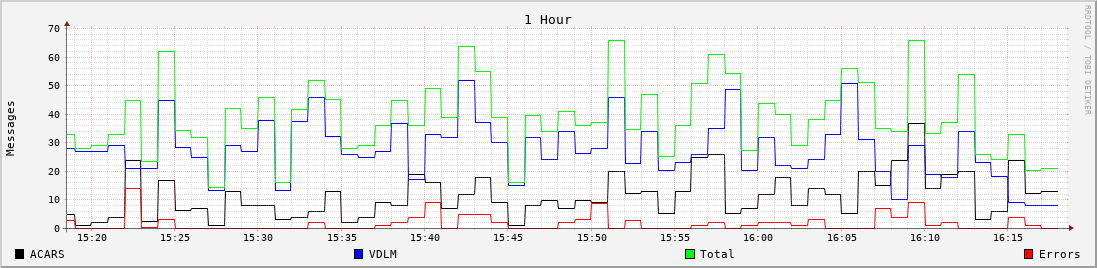 1 Hour
RRDTOOL / TOBI OETIKER
Messages
70
60
50
40
30
20
10
0
15:20 15:25 15:30 15:35 15:40 15:45 15:50 15:55 16:00 16:05 16:10 16:15
ACARS VDLM Total Errors